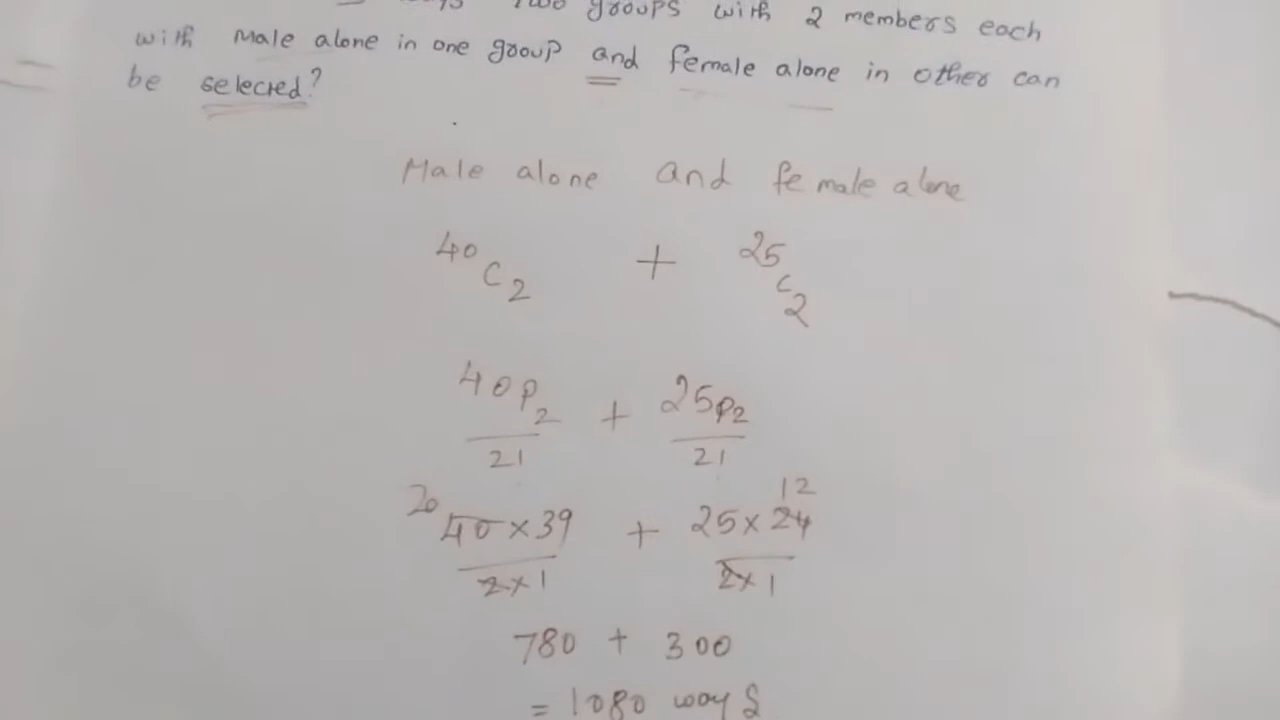 ways two groups with 2 members each
with Male alone in one group and female alone in other can
be selected?
Male alone and female alone
40C2 + 25C2
40P2 + 25P2
2! 2!
20 12
40 × 39 + 25 × 24
2×1 2×1
780 + 300
= 1080 ways